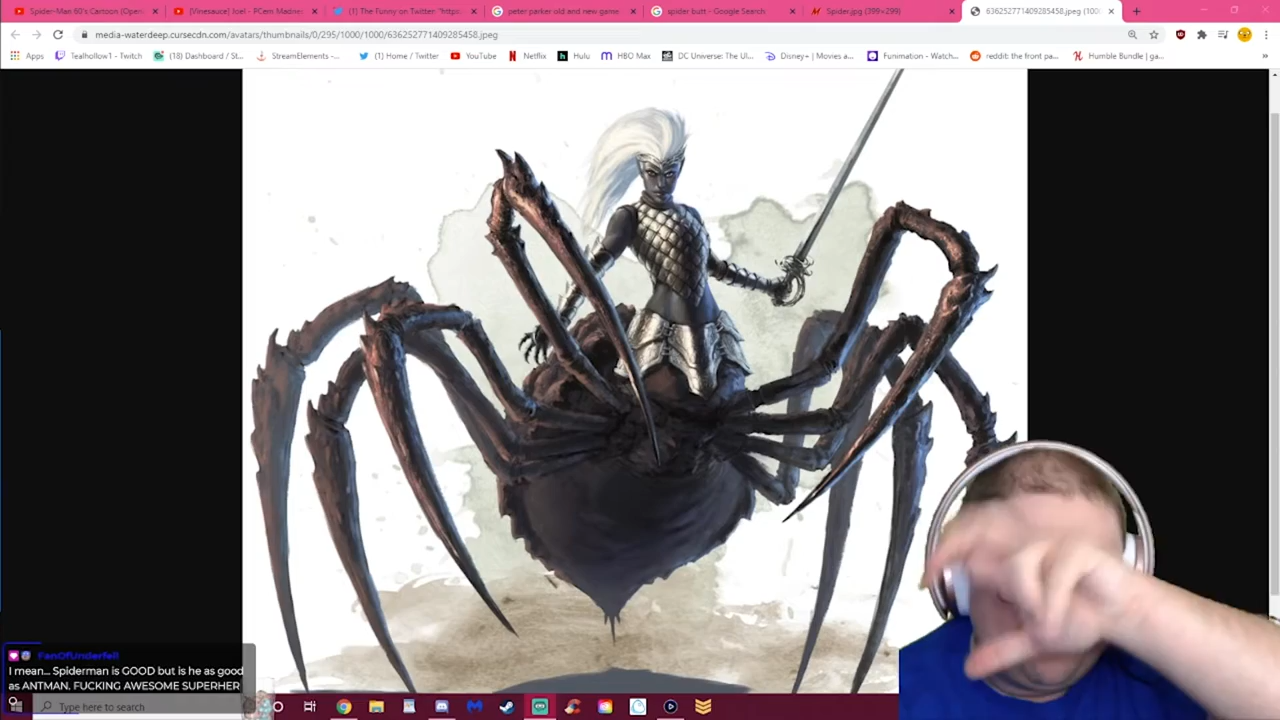 Spider-Man 60's Cartoon (Open
[Vinesauce] Joel - PCem Madne
(1) The Funny on Twitter: "https:
peter parker old and new game
spider butt - Google Search
Spider.jpg (399×299)
636252771409285458.jpeg (100
media-waterdeep.cursecdn.com/avatars/thumbnails/0/295/1000/1000/636252771409285458.jpeg
Apps
Tealhollow1 - Twitch
(18) Dashboard / St...
StreamElements -...
(1) Home / Twitter
YouTube
Netflix
Hulu
HBO Max
DC Universe: The Ul...
Disney+ | Movies a...
Funimation - Watch...
reddit: the front pa...
Humble Bundle | ga...
FanOfUnderfell
I mean... Spiderman is GOOD but is he as good
as ANTMAN. FUCKING AWESOME SUPERHER
Type here to search